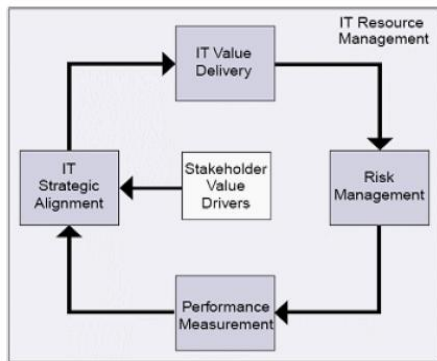 IT Resource
Management
IT Value
Delivery
IT
Strategic
Alignment
Stakeholder
Value
Drivers
Risk
Management
Performance
Measurement